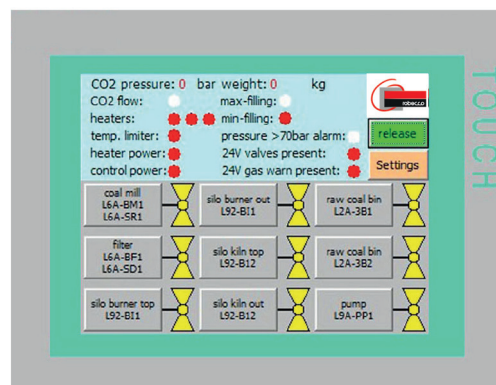 CO2 pressure: 0 bar weight: 0 kg
CO2 flow: max-filling:
heaters: min-filling:
temp. limiter: pressure >70bar alarm:
heater power: 24V valves present:
control power: 24V gas warn present:
robecco
release
Settings
coal mill
L6A-BM1
L6A-SR1
silo burner out
L92-BI1
raw coal bin
L2A-3B1
filter
L6A-BF1
L6A-SD1
silo kiln top
L92-B12
raw coal bin
L2A-3B2
silo burner top
L92-BI1
silo kiln out
L92-B12
pump
L9A-PP1
TOUCH